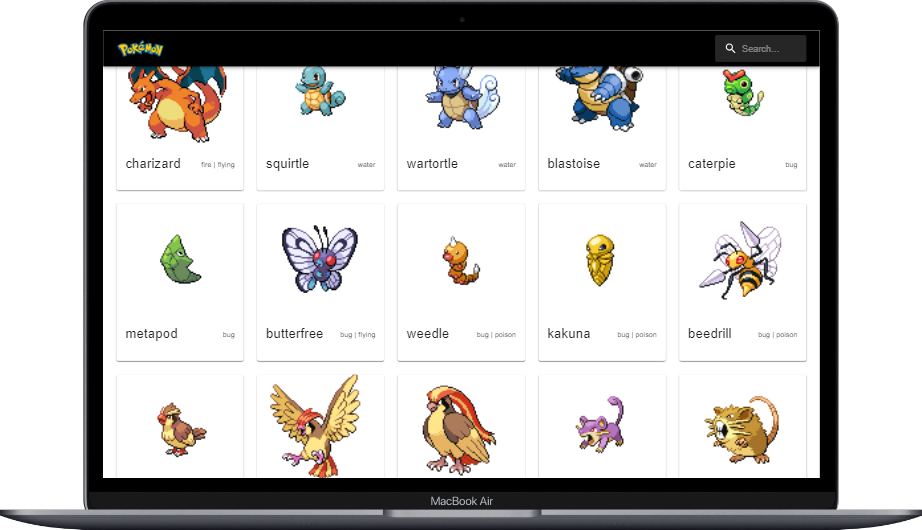 Pokémon
Search...
charizard fire | flying
squirtle water
wartortle water
blastoise water
caterpie bug
metapod bug
butterfree bug | flying
weedle bug | poison
kakuna bug | poison
beedrill bug | poison
MacBook Air